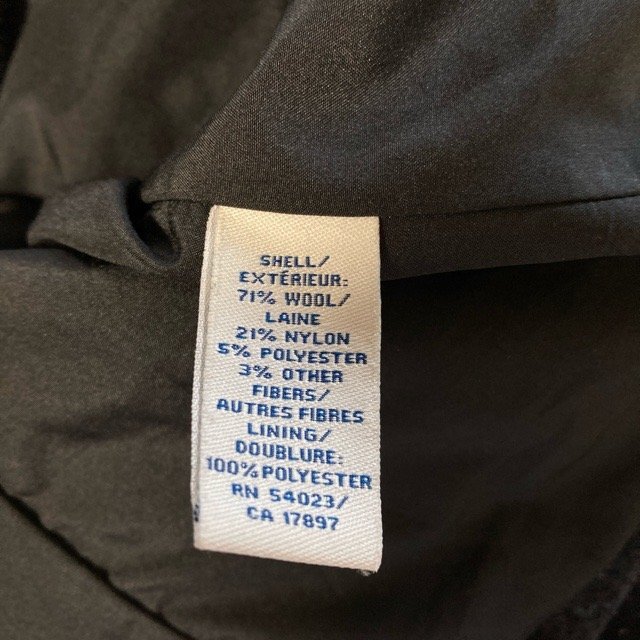 SHELL/
EXTÉRIEUR:
71% WOOL/
LAINE
21% NYLON
5% POLYESTER
3% OTHER
FIBERS/
AUTRES FIBRES
LINING/
DOUBLURE:
100% POLYESTER
RN 54023/
CA 17897